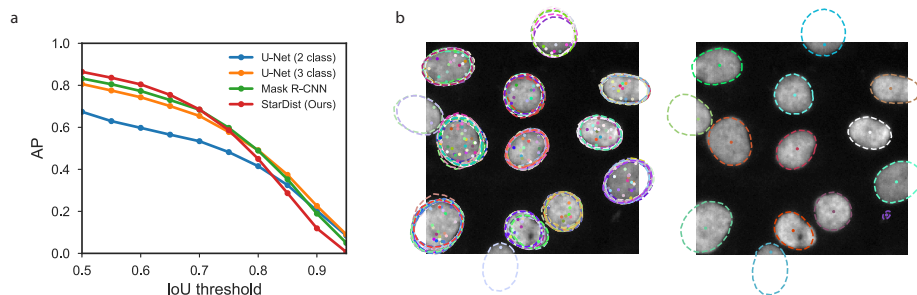 a
b
1.0
0.8
0.6
0.4
0.2
0.0
AP
U-Net (2 class)
U-Net (3 class)
Mask R-CNN
StarDist (Ours)
0.5
0.6
0.7
0.8
0.9
IoU threshold